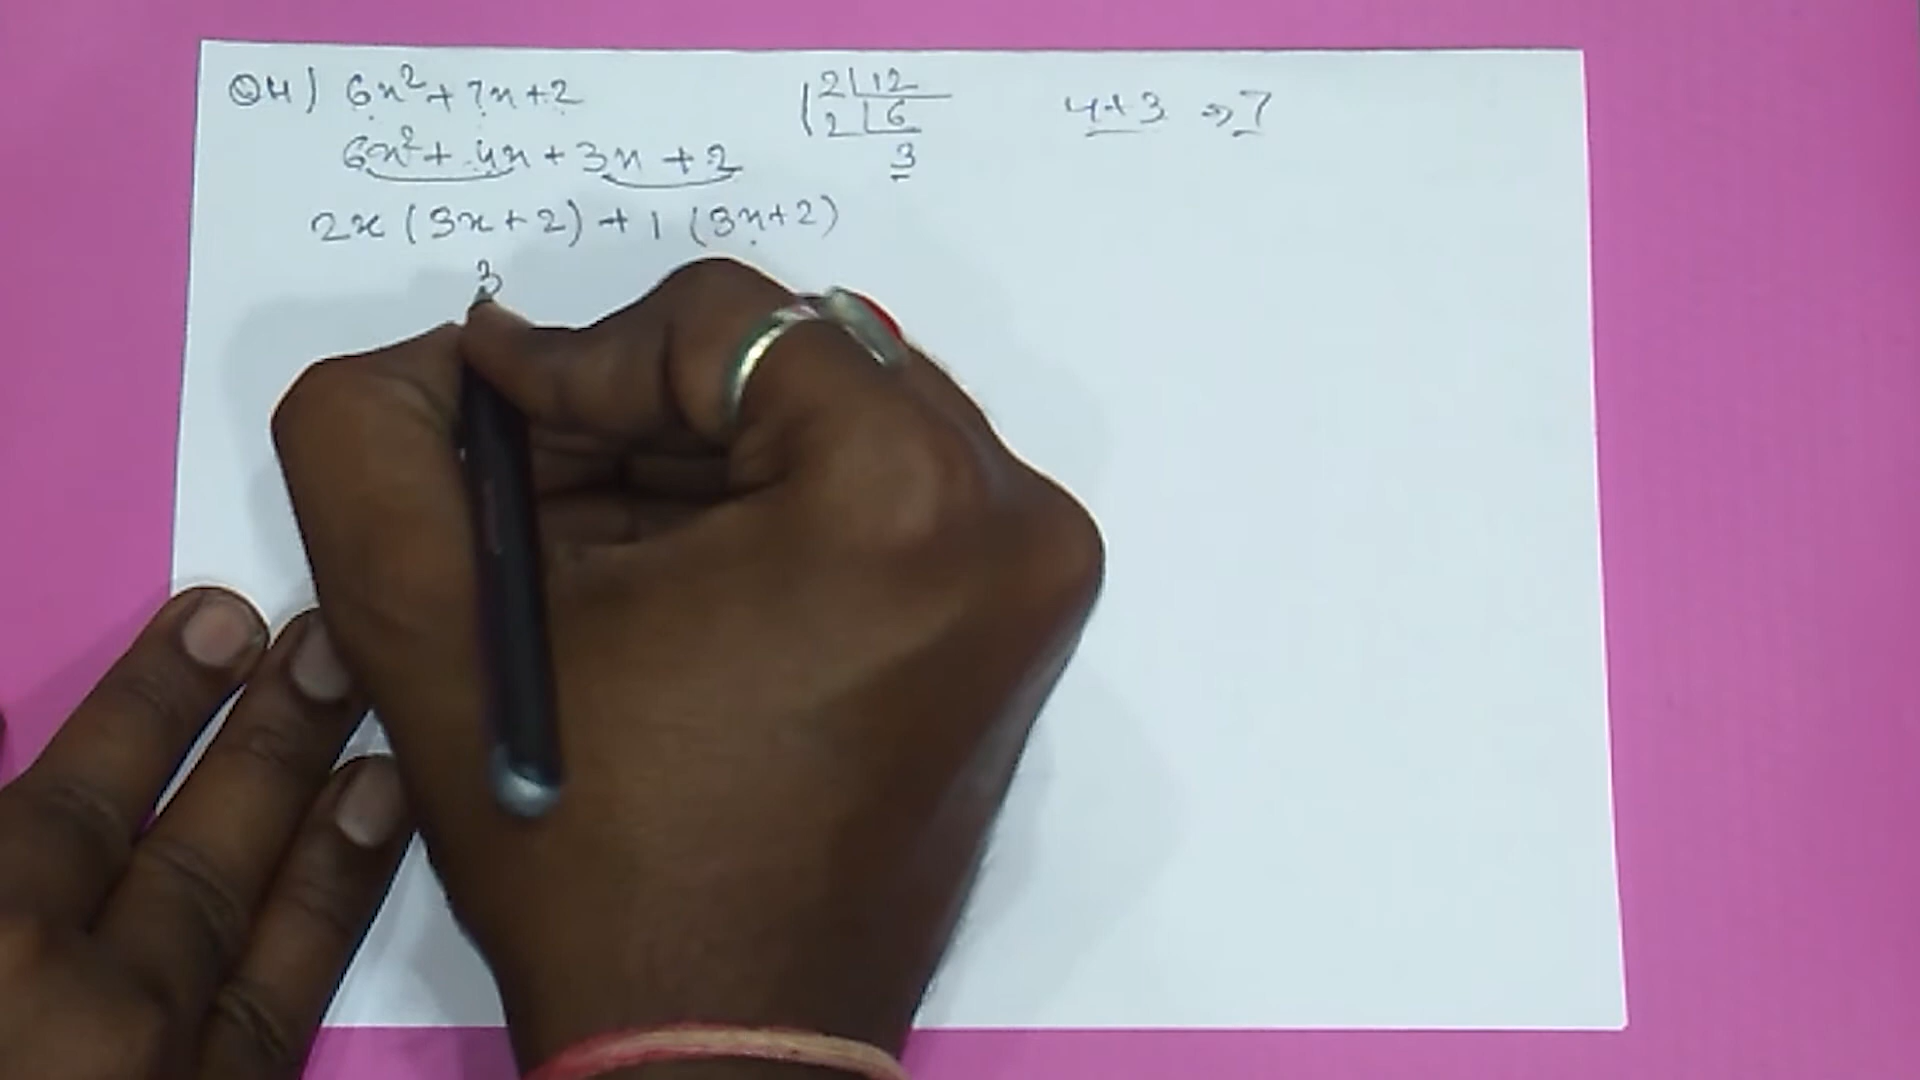 Q4) 6x²+7x+2
6x²+4x+3x+2
2x(3x+2)+1(3x+2)
3
2 12
2 6
3
4+3 ⇒ 7